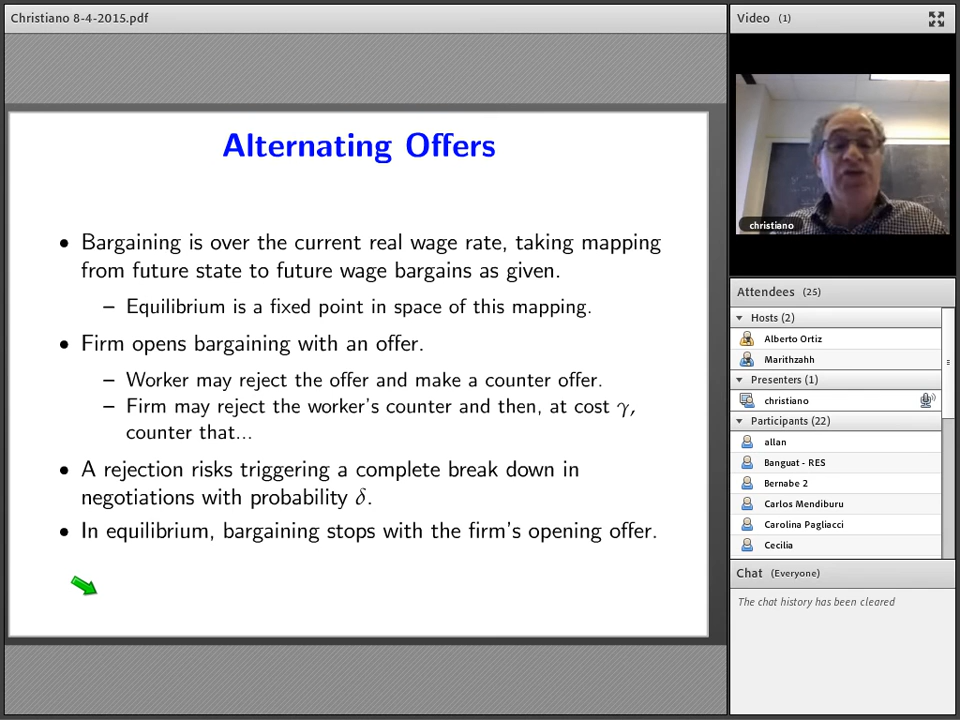 Christiano 8-4-2015.pdf
Alternating Offers
• Bargaining is over the current real wage rate, taking mapping
from future state to future wage bargains as given.
– Equilibrium is a fixed point in space of this mapping.
• Firm opens bargaining with an offer.
– Worker may reject the offer and make a counter offer.
– Firm may reject the worker's counter and then, at cost γ,
counter that...
• A rejection risks triggering a complete break down in
negotiations with probability δ.
• In equilibrium, bargaining stops with the firm's opening offer.
Video (1)
christiano
Attendees (25)
Hosts (2)
Alberto Ortiz
Marithzahh
Presenters (1)
christiano
Participants (22)
allan
Banguat - RES
Bernabe 2
Carlos Mendiburu
Carolina Pagliacci
Cecilia
Chat (Everyone)
The chat history has been cleared